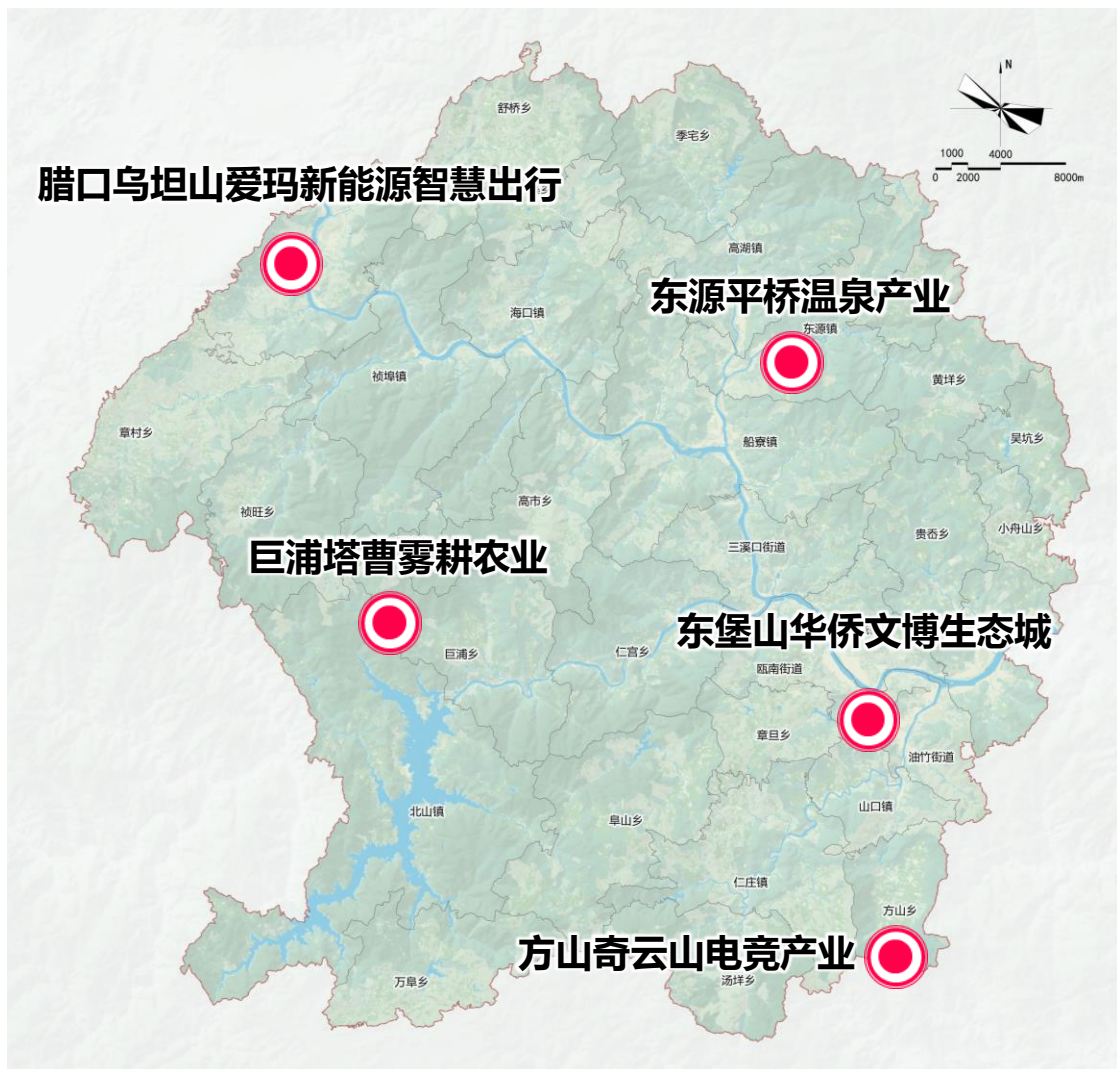 N
1000 4000
0 2000 8000m
舒桥乡
季宅乡
腊口乌坦山爱玛新能源智慧出行
高湖镇
东源平桥温泉产业
海口镇
东源镇
祯埠镇
黄垟乡
章村乡
船寮镇
吴坑乡
祯旺乡
高市乡
贵岙乡
小舟山乡
三溪口街道
巨浦塔曹雾耕农业
东堡山华侨文博生态城
巨浦乡
仁宫乡
瓯南街道
章旦乡
油竹街道
北山镇
阜山乡
山口镇
仁庄镇
方山乡
方山奇云山电竞产业
万阜乡
汤垟乡